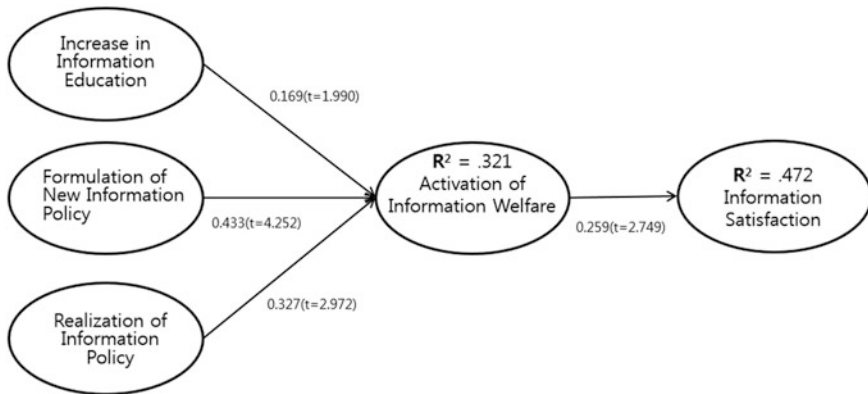 Increase in
Information
Education
0.169(t=1.990)
Formulation of
New Information
Policy
0.433(t=4.252)
Realization of
Information
Policy
0.327(t=2.972)
R² = .321
Activation of
Information Welfare
0.259(t=2.749)
R² = .472
Information
Satisfaction